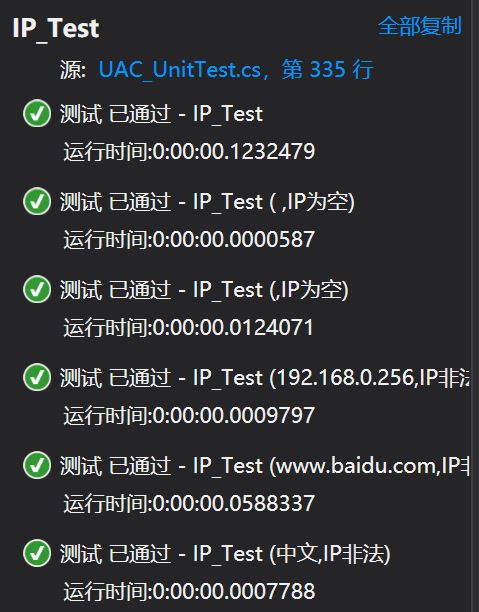 IP_Test 全部复制
源: UAC_UnitTest.cs，第 335 行
测试 已通过 - IP_Test
运行时间:0:00:00.1232479
测试 已通过 - IP_Test ( ,IP为空)
运行时间:0:00:00.0000587
测试 已通过 - IP_Test (,IP为空)
运行时间:0:00:00.0124071
测试 已通过 - IP_Test (192.168.0.256,IP非法
运行时间:0:00:00.0009797
测试 已通过 - IP_Test (www.baidu.com,IP非
运行时间:0:00:00.0588337
测试 已通过 - IP_Test (中文,IP非法)
运行时间:0:00:00.0007788